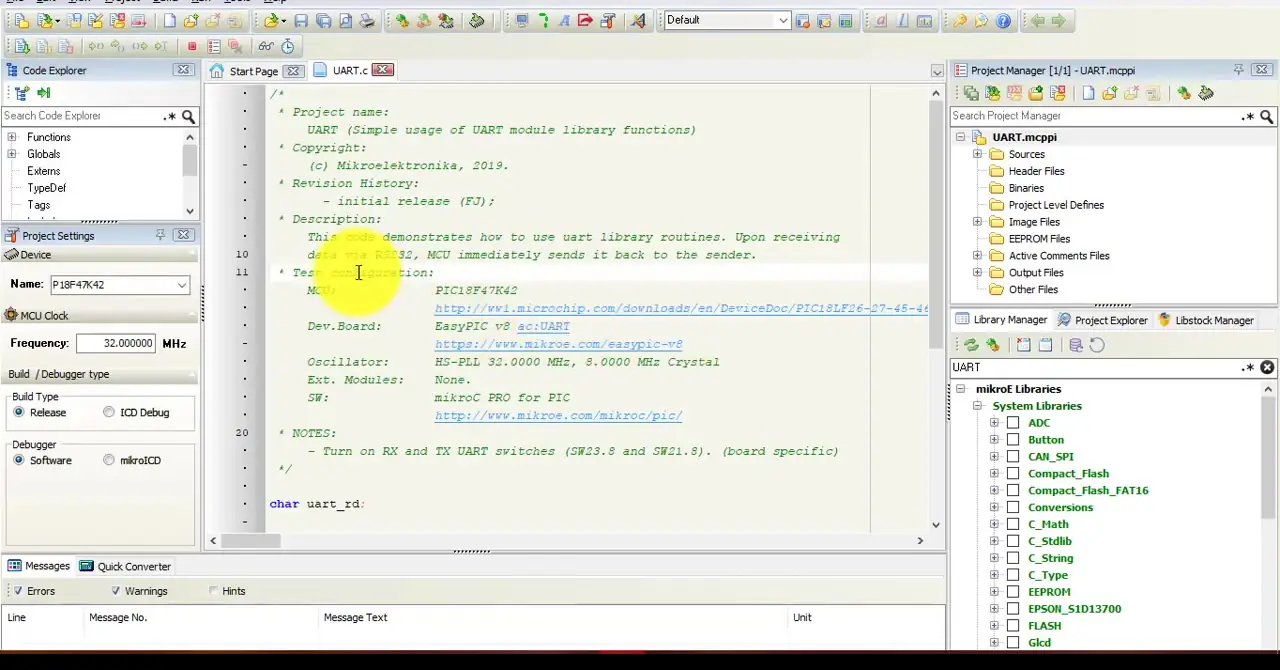 Default
Code Explorer
Start Page
UART.c
Project Manager [1/1] - UART.mcppi
Search Code Explorer
Functions
Globals
Externs
TypeDef
Tags
Project Settings
Device
Name: P18F47K42
MCU Clock
Frequency: 32.000000 MHz
Build / Debugger type
Build Type
Release
ICD Debug
Debugger
Software
mikroICD
/*
* Project name:
UART (Simple usage of UART module library functions)
* Copyright:
(c) Mikroelektronika, 2019.
* Revision History:
- initial release (FJ);
* Description:
This code demonstrates how to use uart library routines. Upon receiving
10 data via RS232, MCU immediately sends it back to the sender.
11 * Test configuration:
MCU: PIC18F47K42
http://ww1.microchip.com/downloads/en/DeviceDoc/PIC18LF26-27-45-46
Dev.Board: EasyPIC v8 ac:UART
https://www.mikroe.com/easypic-v8
Oscillator: HS-PLL 32.0000 MHz, 8.0000 MHz Crystal
Ext. Modules: None.
SW: mikroC PRO for PIC
http://www.mikroe.com/mikroc/pic/
20 * NOTES:
- Turn on RX and TX UART switches (SW23.8 and SW21.8). (board specific)
*/
char uart_rd;
Search Project Manager
UART.mcppi
Sources
Header Files
Binaries
Project Level Defines
Image Files
EEPROM Files
Active Comments Files
Output Files
Other Files
Library Manager
Project Explorer
Libstock Manager
UART
mikroE Libraries
System Libraries
ADC
Button
CAN_SPI
Compact_Flash
Compact_Flash_FAT16
Conversions
C_Math
C_Stdlib
C_String
C_Type
EEPROM
EPSON_S1D13700
FLASH
Glcd
Messages
Quick Converter
Errors
Warnings
Hints
Line
Message No.
Message Text
Unit